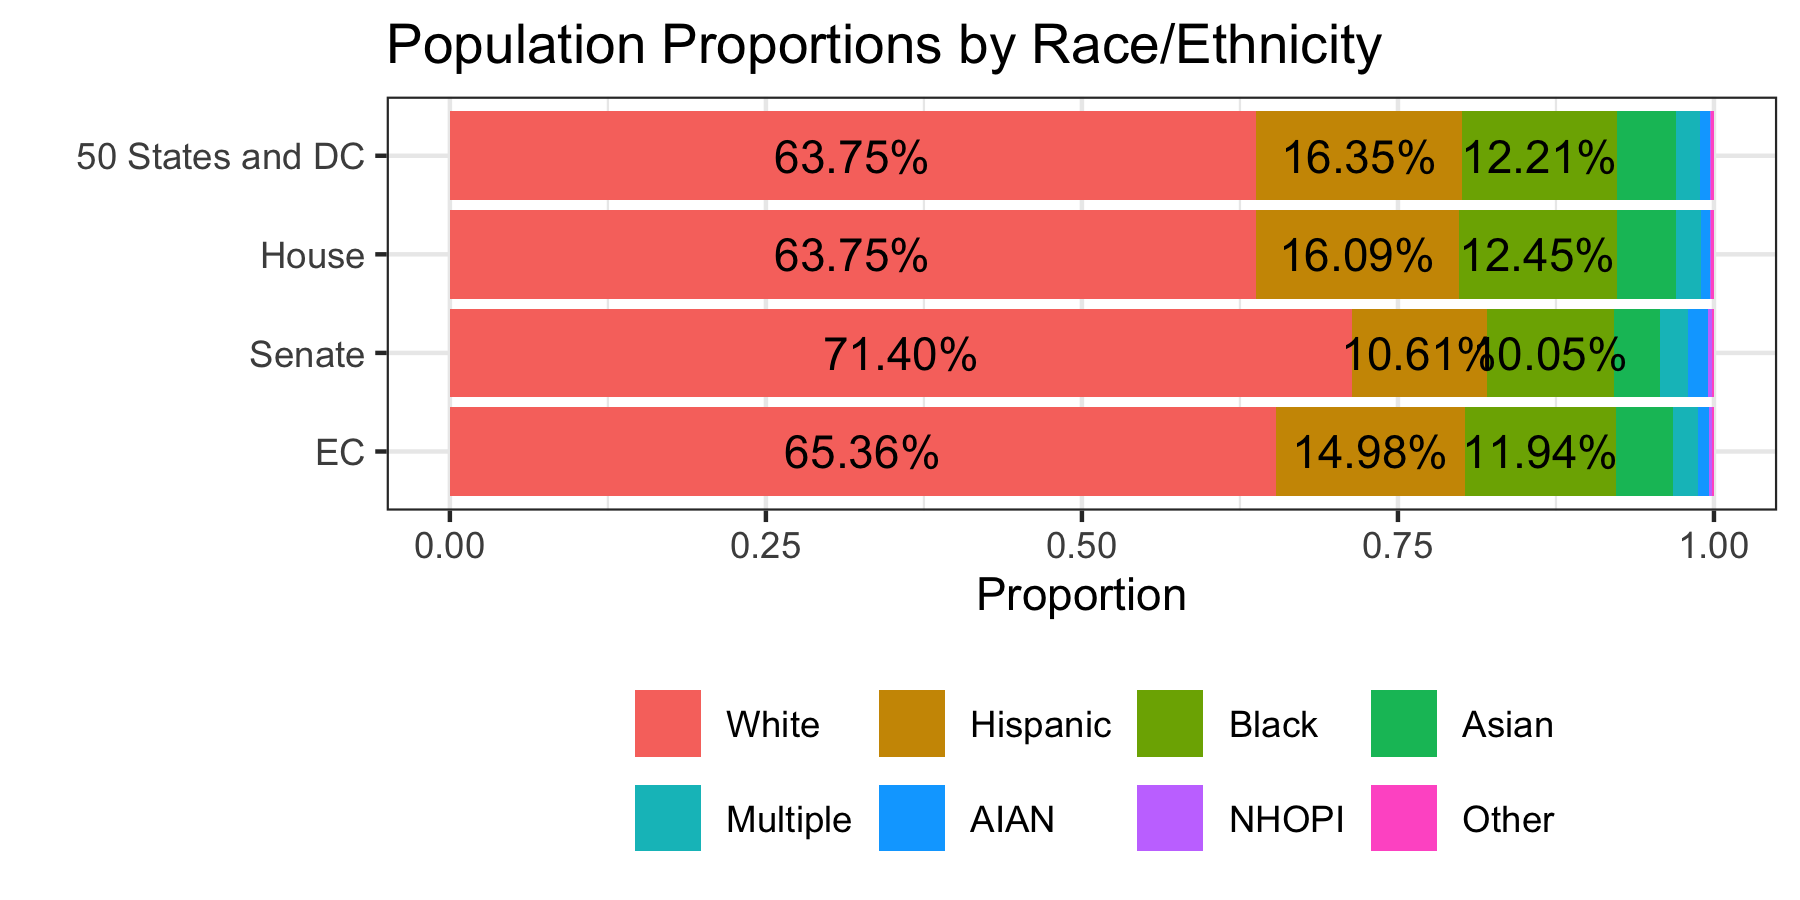 Population Proportions by Race/Ethnicity
50 States and DC 63.75% 16.35% 12.21%
House 63.75% 16.09% 12.45%
Senate 71.40% 10.61% 10.05%
EC 65.36% 14.98% 11.94%
0.00 0.25 0.50 0.75 1.00
Proportion
White Hispanic Black Asian
Multiple AIAN NHOPI Other